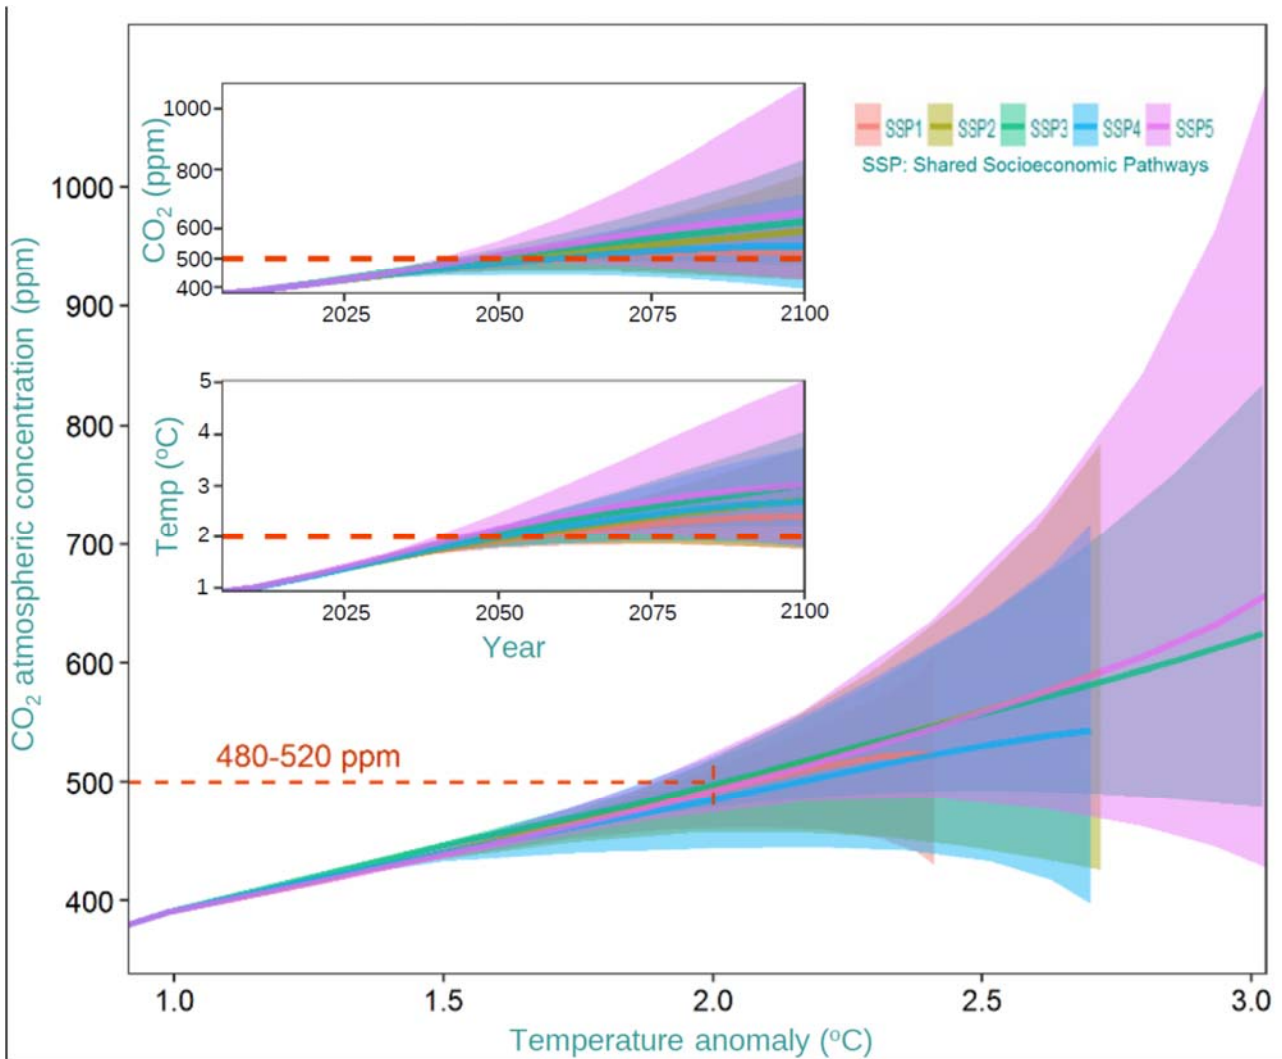 1000
800
600
500
400
CO2 (ppm)
2025 2050 2075 2100
SSP1 SSP2 SSP3 SSP4 SSP5
SSP: Shared Socioeconomic Pathways
5
4
3
2
1
Temp (ºC)
2025 2050 2075 2100
Year
CO2 atmospheric concentration (ppm)
1000
900
800
700
600
500
400
480-520 ppm
1.0 1.5 2.0 2.5 3.0
Temperature anomaly (ºC)